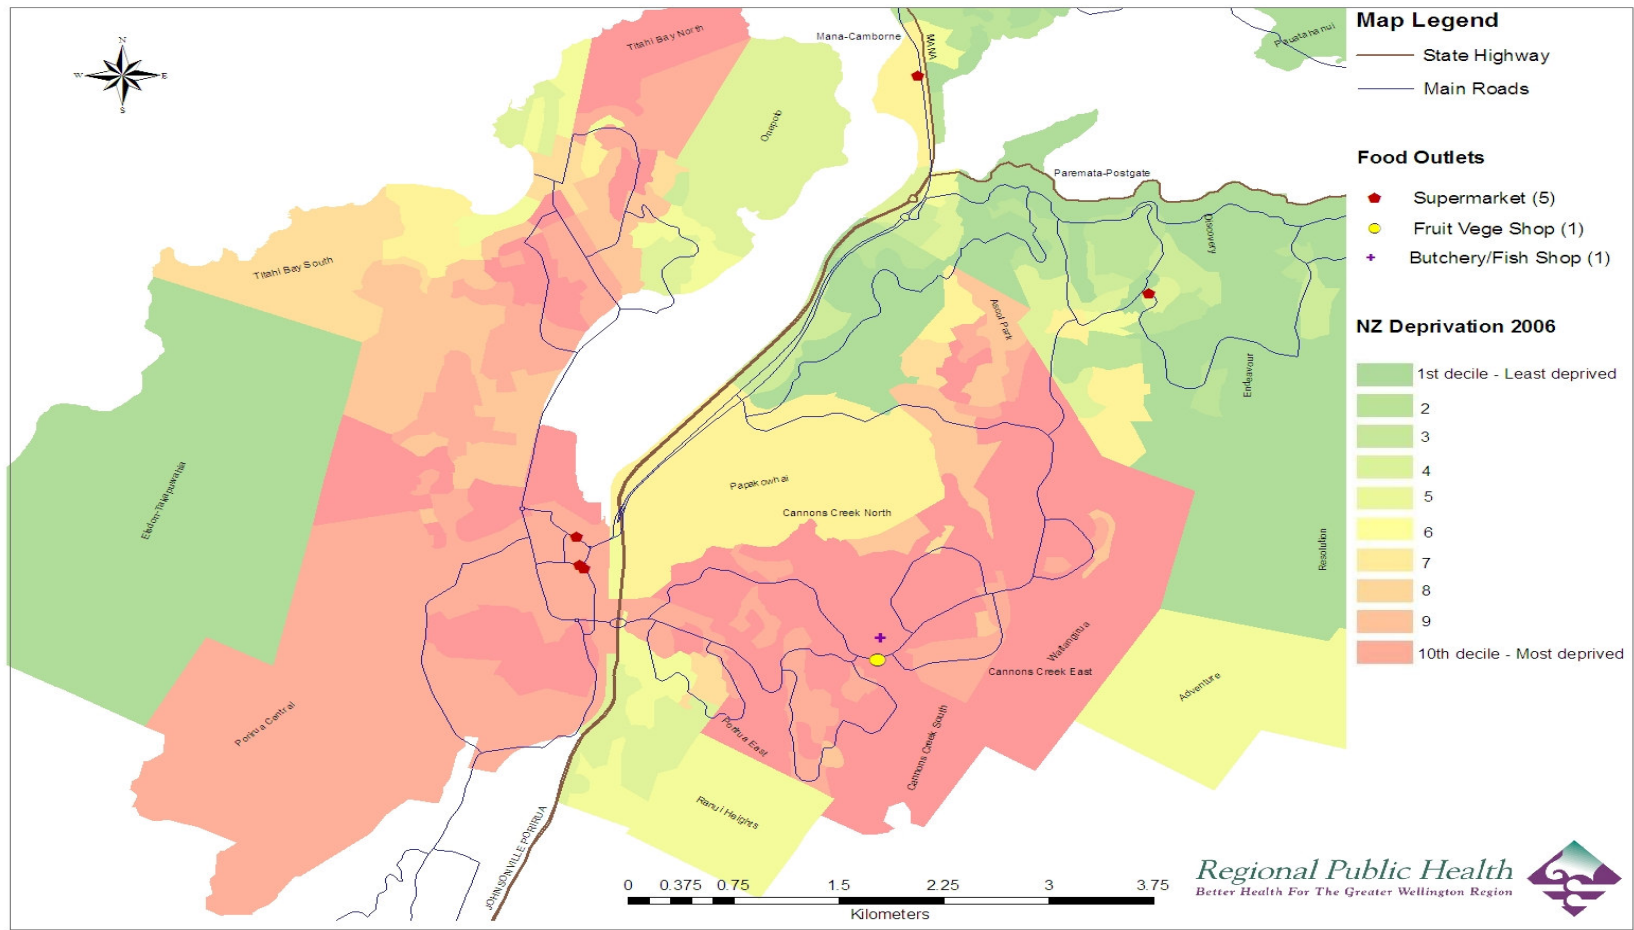 Map Legend
State Highway
Main Roads
Food Outlets
Supermarket (5)
Fruit Vege Shop (1)
Butchery/Fish Shop (1)
NZ Deprivation 2006
1st decile - Least deprived
2
3
4
5
6
7
8
9
10th decile - Most deprived
N
W
E
S
Titahi Bay North
Mana-Camborne
MANA
Pauatahanui
Onepoto
Paremata-Postgate
Discovery
Titahi Bay South
Ascot Park
Endeavour
Elsdon-Takapuwahia
Papakowhai
Cannons Creek North
Resolution
Waitangirua
Cannons Creek East
Adventure
Porirua Central
Porirua East
Cannons Creek South
Ranui Heights
JOHNSONVILLE PORIRUA
0 0.375 0.75 1.5 2.25 3 3.75
Kilometers
Regional Public Health
Better Health For The Greater Wellington Region